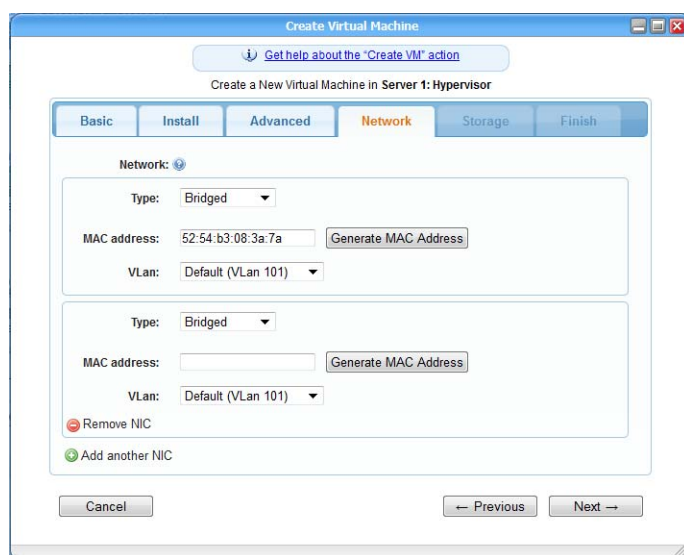 Create Virtual Machine
Get help about the "Create VM" action
Create a New Virtual Machine in Server 1: Hypervisor
Basic Install Advanced Network Storage Finish
Network:
Type: Bridged
MAC address: 52:54:b3:08:3a:7a Generate MAC Address
VLan: Default (VLan 101)
Type: Bridged
MAC address: Generate MAC Address
VLan: Default (VLan 101)
Remove NIC
Add another NIC
Cancel ← Previous Next →